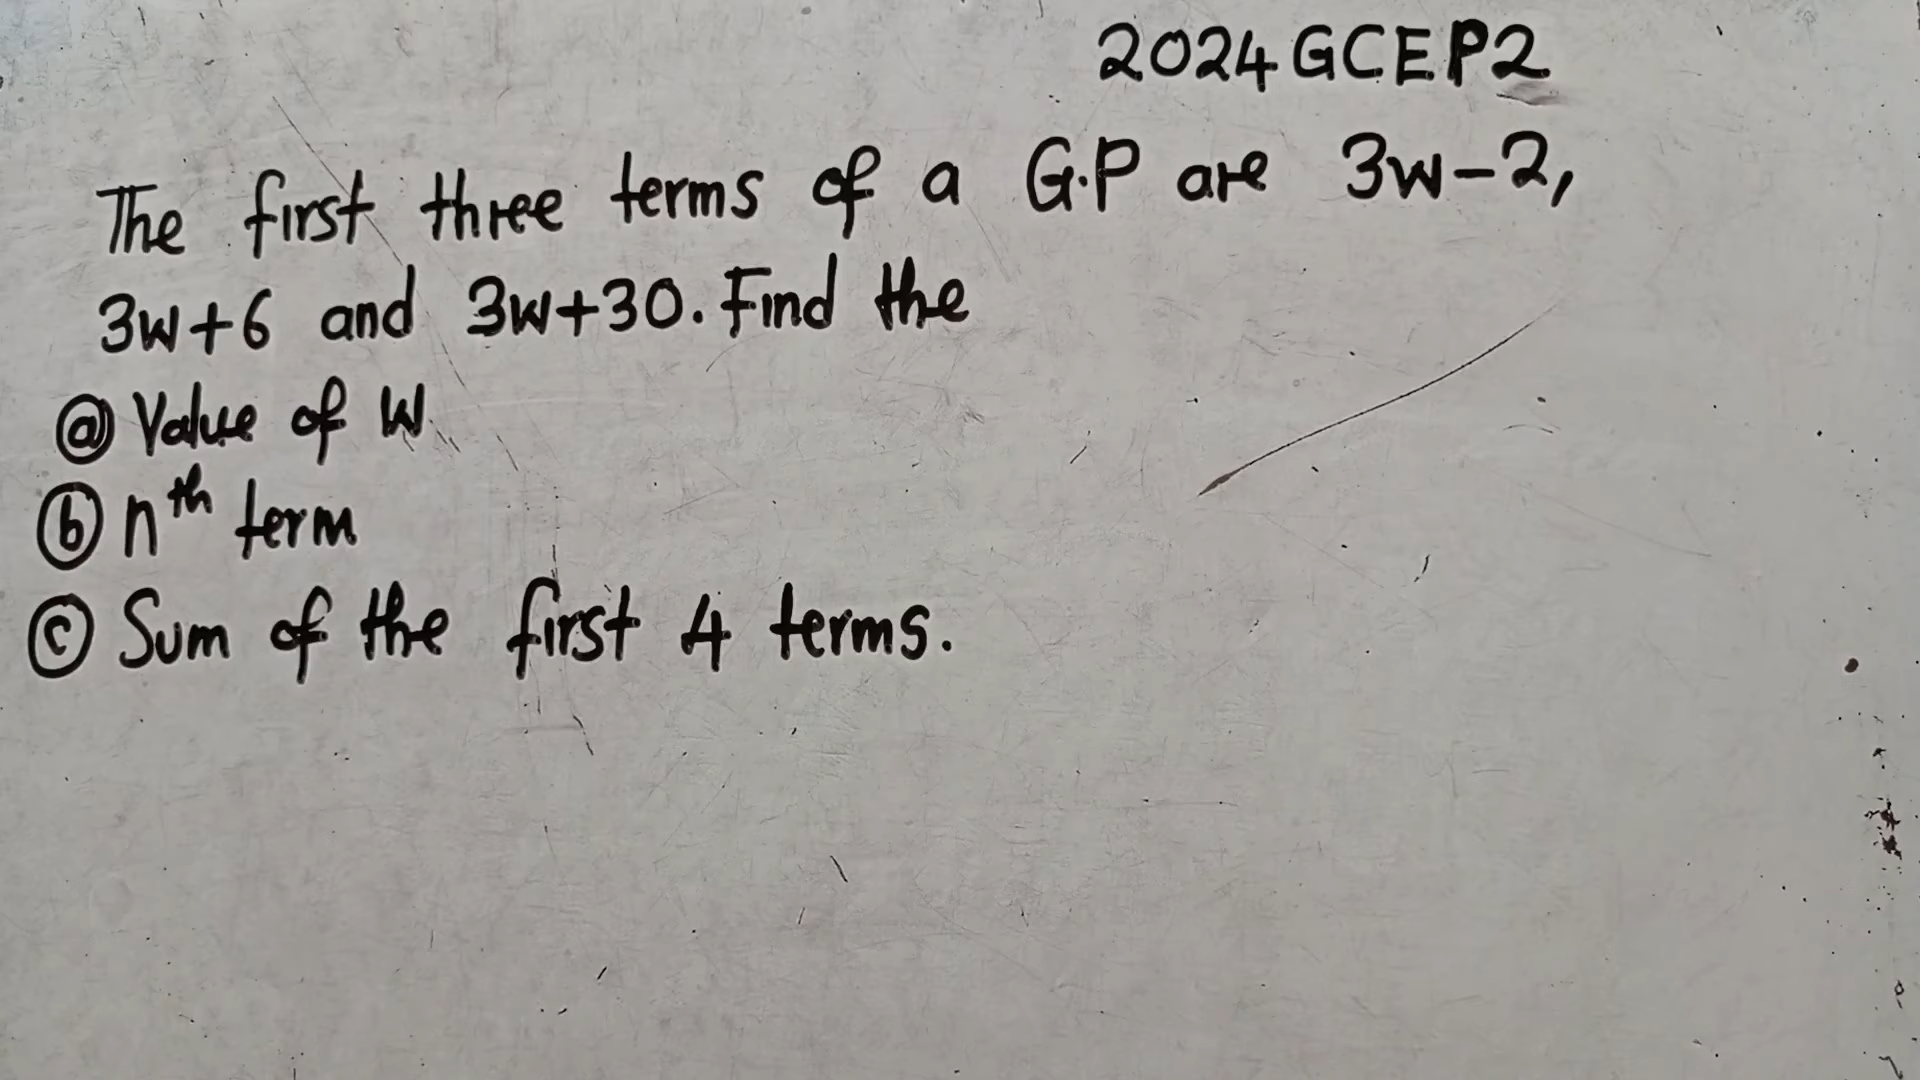 2024 GCE P2
The first three terms of a G.P are 3w-2,
3w+6 and 3w+30. Find the
ⓐ Value of W
ⓑ nᵗʰ term
ⓒ Sum of the first 4 terms.